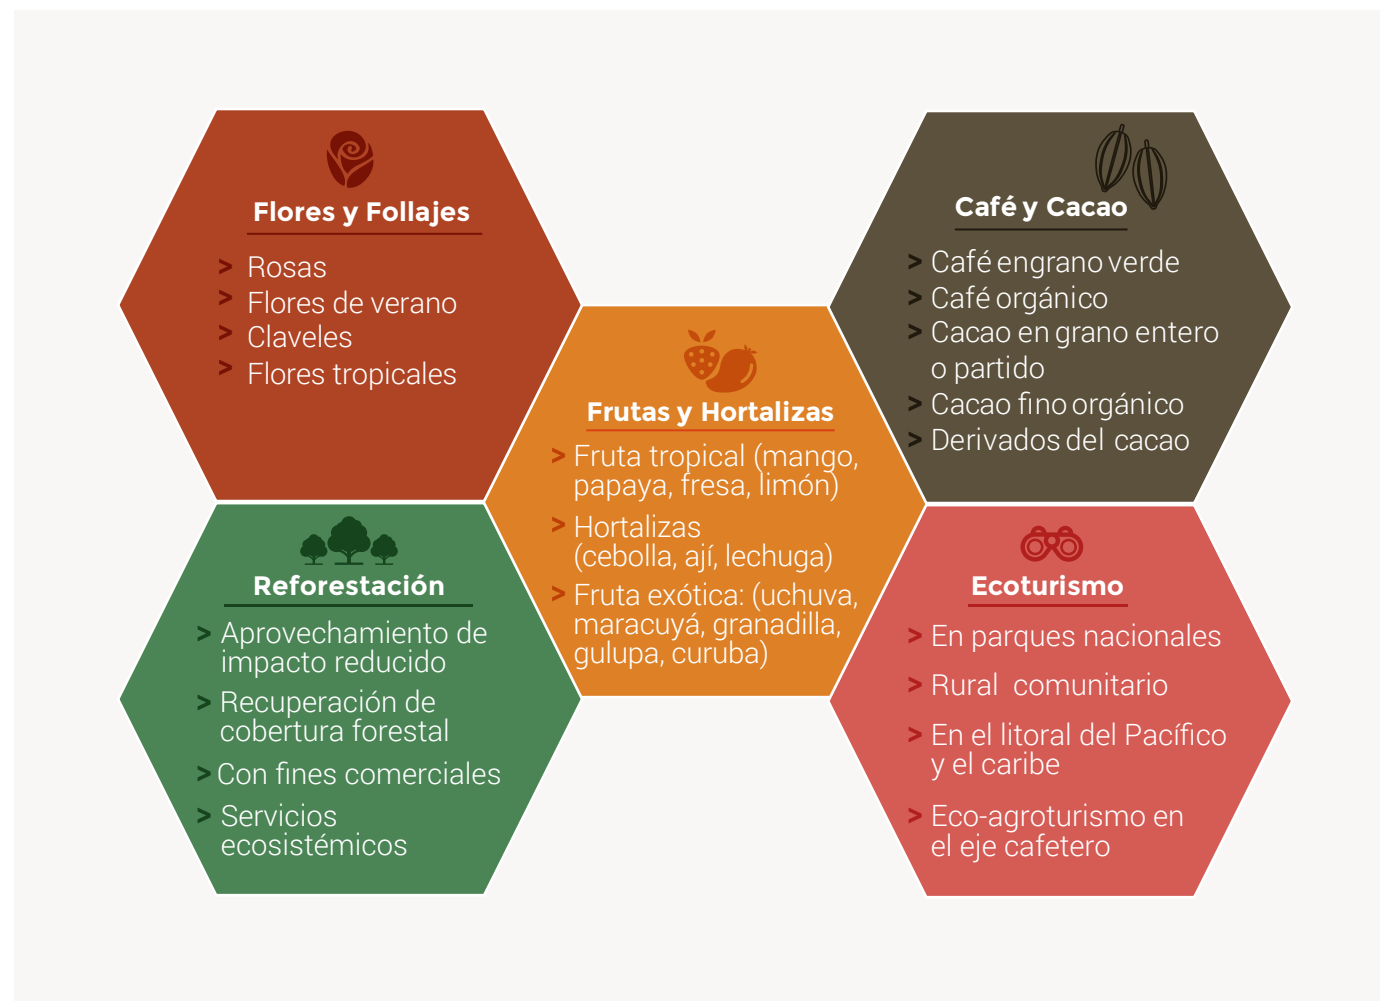 Flores y Follajes
> Rosas
> Flores de verano
> Claveles
> Flores tropicales
Café y Cacao
> Café engrano verde
> Café orgánico
> Cacao en grano entero
o partido
> Cacao fino orgánico
> Derivados del cacao
Frutas y Hortalizas
> Fruta tropical (mango,
papaya, fresa, limón)
> Hortalizas
(cebolla, ají, lechuga)
> Fruta exótica: (uchuva,
maracuyá, granadilla,
gulupa, curuba)
Reforestación
> Aprovechamiento de
impacto reducido
> Recuperación de
cobertura forestal
> Con fines comerciales
> Servicios
ecosistémicos
Ecoturismo
> En parques nacionales
> Rural comunitario
> En el litoral del Pacífico
y el caribe
> Eco-agroturismo en
el eje cafetero